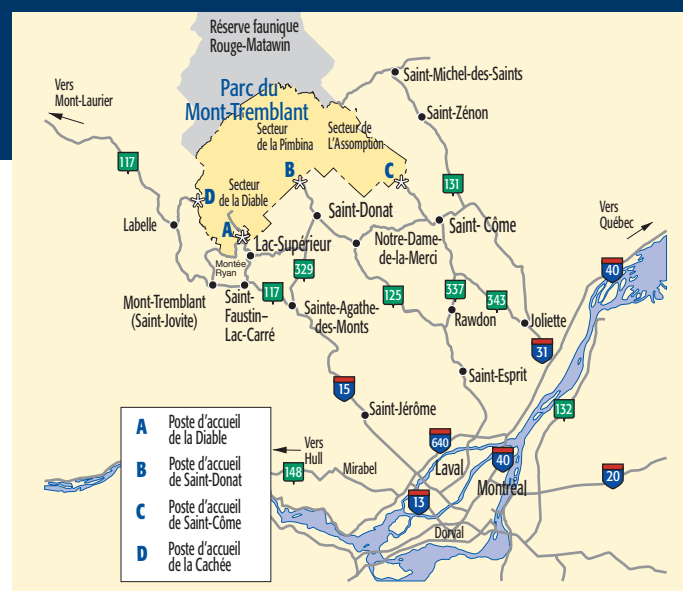 Réserve faunique
Rouge-Matawin
Vers
Mont-Laurier
Parc du
Mont-Tremblant
Saint-Michel-des-Saints
Saint-Zénon
Secteur
de la Pimbina
Secteur de
L'Assomption
117
B
C
131
D
Secteur
de la Diable
Labelle
A
Saint-Donat
Saint- Côme
Vers
Québec
Lac-Supérieur
Notre-Dame-
de-la-Merci
Montée
Ryan
329
40
Mont-Tremblant
(Saint-Jovite)
Saint-
Faustin–
Lac-Carré
117
Sainte-Agathe-
des-Monts
125
337
343
Rawdon
Joliette
31
Saint-Esprit
15
Saint-Jérôme
132
A Poste d'accueil
de la Diable
B Poste d'accueil
de Saint-Donat
C Poste d'accueil
de Saint-Côme
D Poste d'accueil
de la Cachée
Vers
Hull
148
Mirabel
640
Laval
40
Montréal
20
13
Dorval